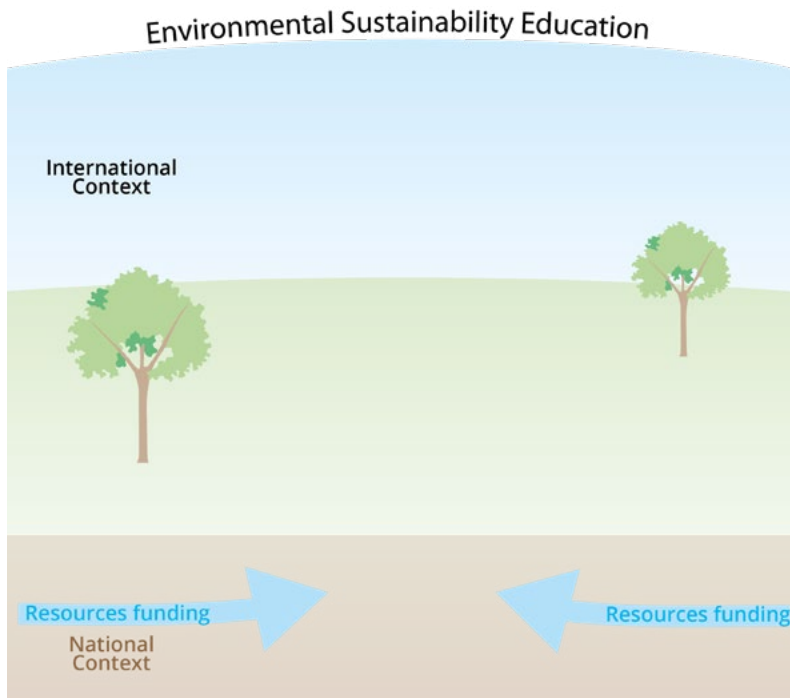 Environmental Sustainability Education
International
Context
Resources funding
Resources funding
National
Context